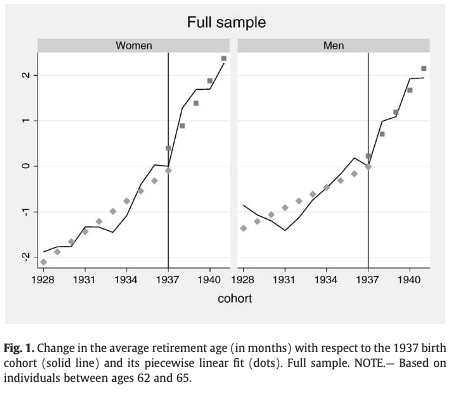 Full sample
Women Men
2
1
0
-1
-2
1928 1931 1934 1937 1940 1928 1931 1934 1937 1940
cohort
Fig. 1. Change in the average retirement age (in months) with respect to the 1937 birth
cohort (solid line) and its piecewise linear fit (dots). Full sample. NOTE.— Based on
individuals between ages 62 and 65.